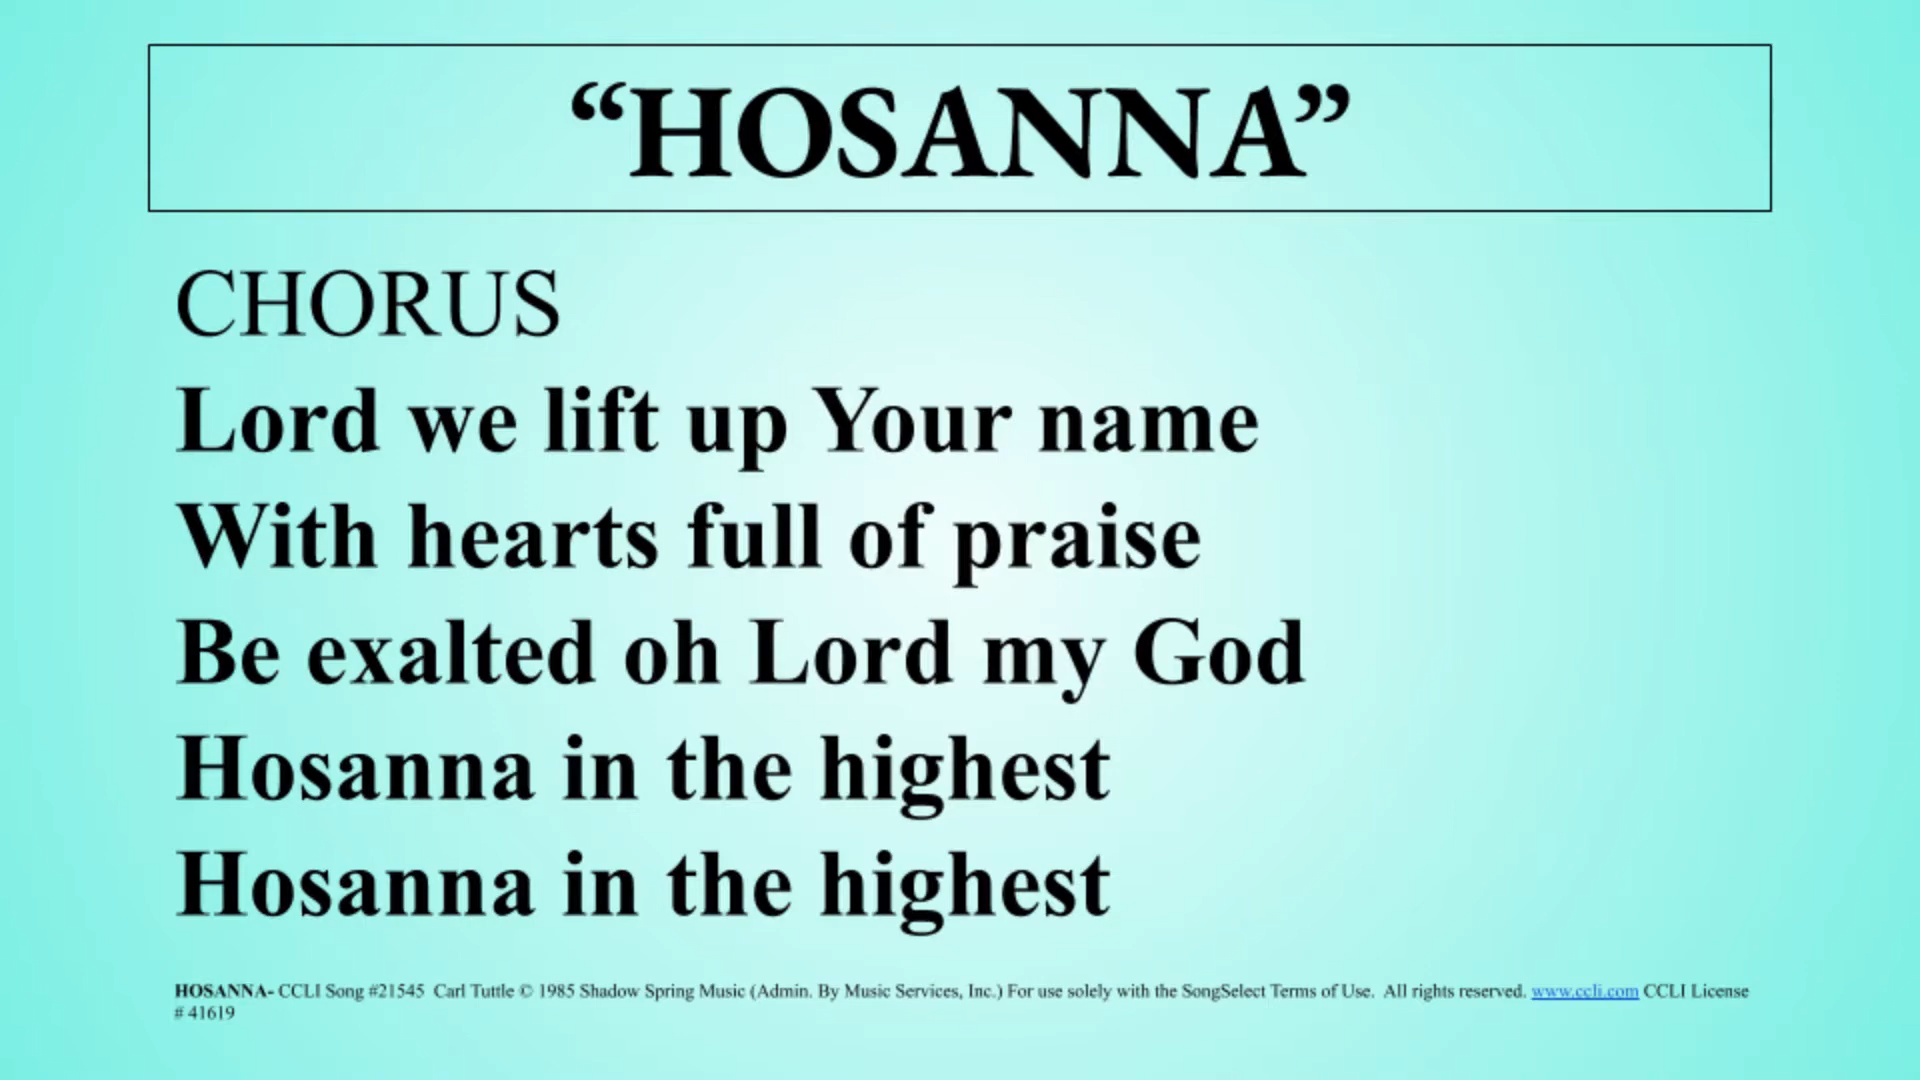 “HOSANNA”
CHORUS
Lord we lift up Your name
With hearts full of praise
Be exalted oh Lord my God
Hosanna in the highest
Hosanna in the highest
HOSANNA- CCLI Song #21545  Carl Tuttle © 1985 Shadow Spring Music (Admin. By Music Services, Inc.) For use solely with the SongSelect Terms of Use.  All rights reserved. www.ccli.com CCLI License
# 41619